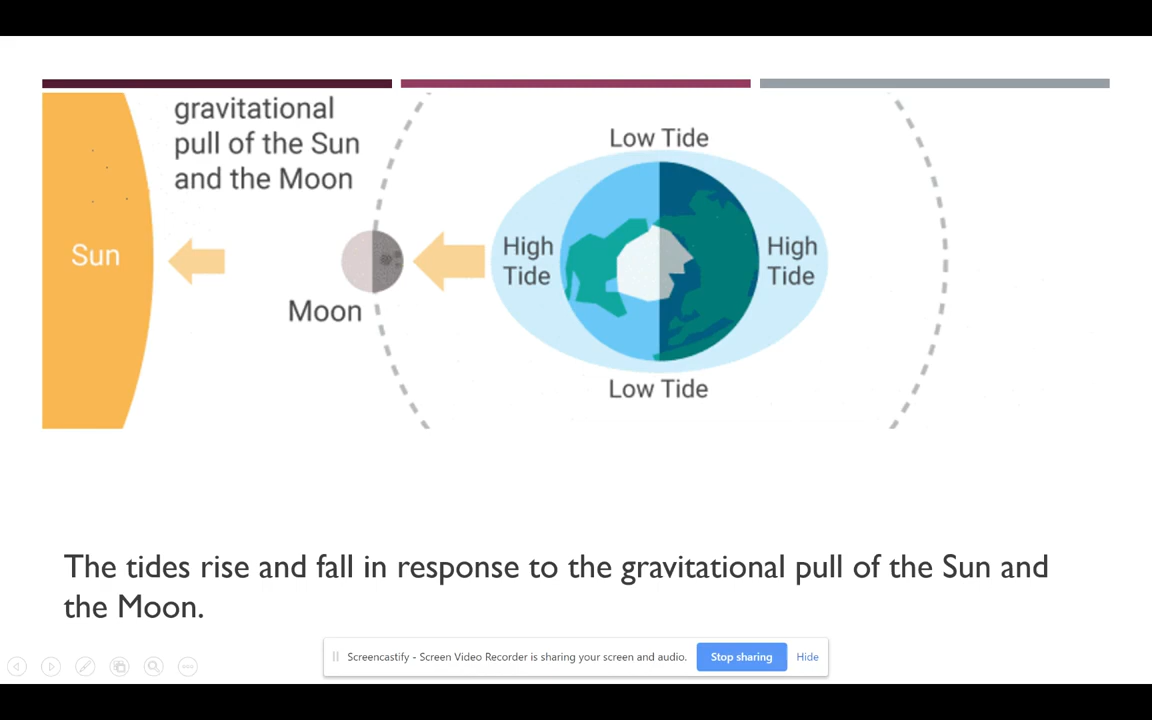 gravitational
pull of the Sun
and the Moon
Low Tide
Sun
High
Tide
High
Tide
Moon
Low Tide
The tides rise and fall in response to the gravitational pull of the Sun and
the Moon.
Screencastify - Screen Video Recorder is sharing your screen and audio.
Stop sharing
Hide